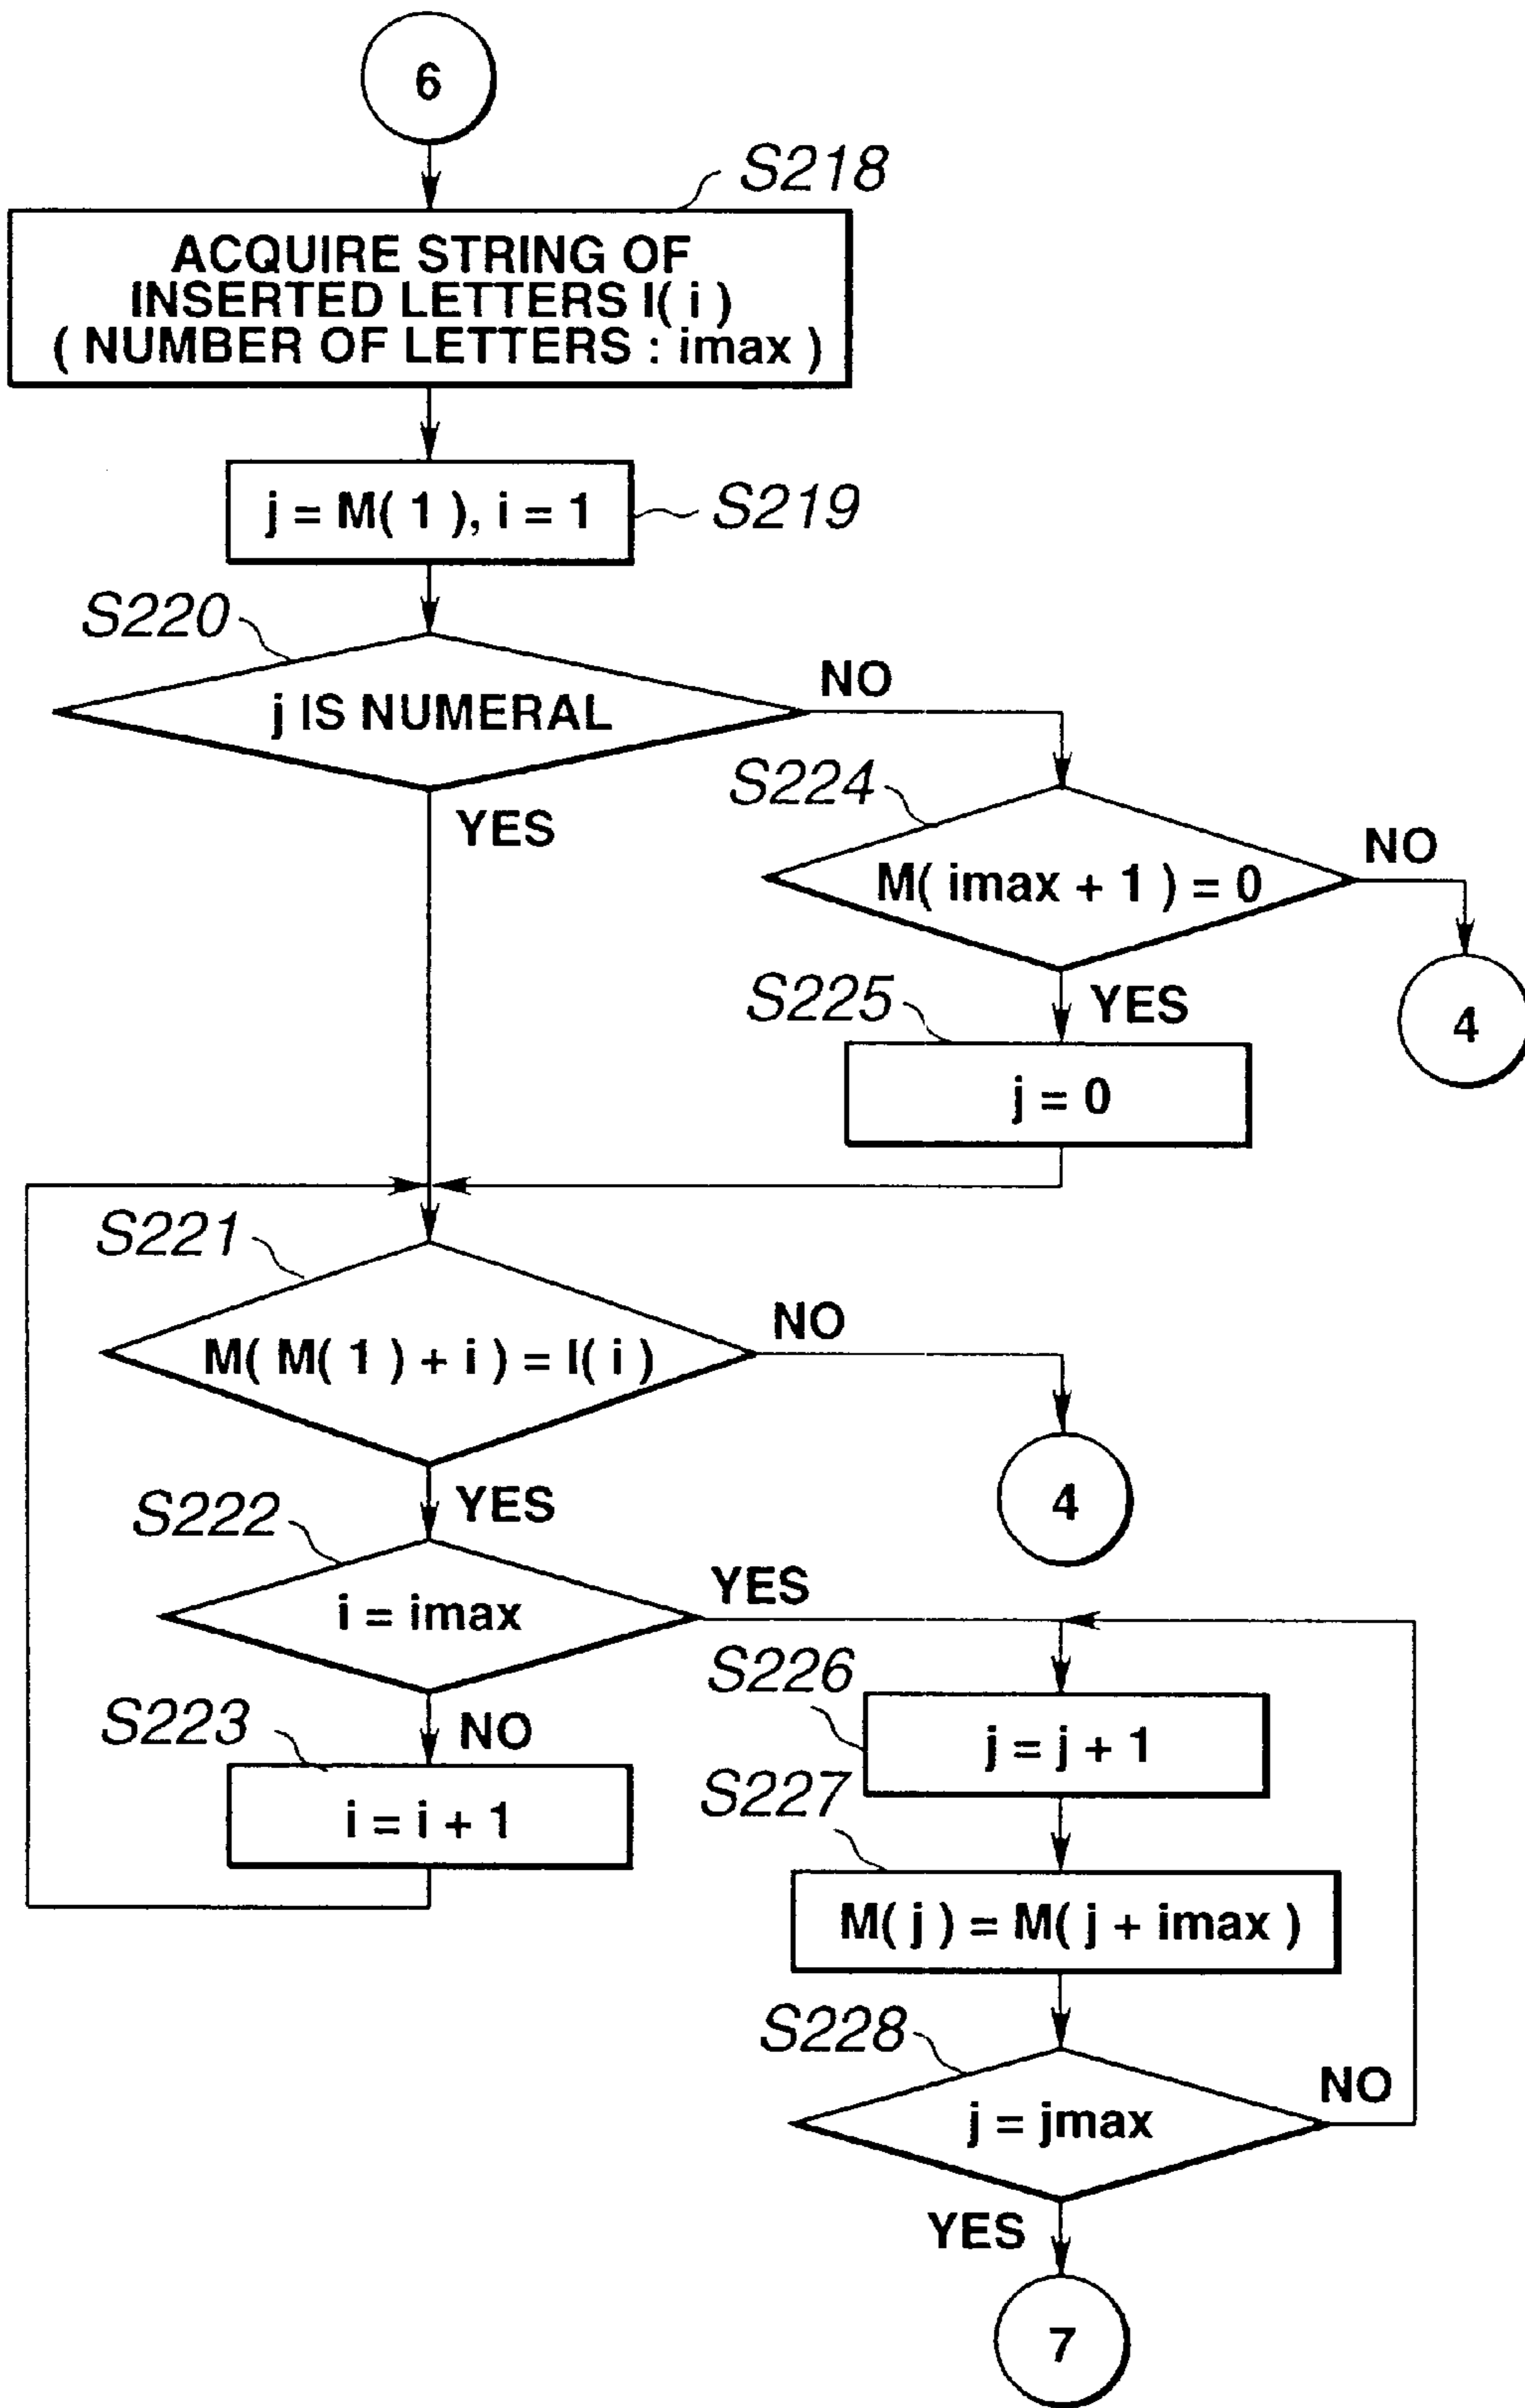 6
S218
ACQUIRE STRING OF
INSERTED LETTERS I( i )
( NUMBER OF LETTERS : imax )
j = M( 1 ), i = 1
S219
S220
j IS NUMERAL
NO
YES
S224
M( imax + 1 ) = 0
NO
4
S225
YES
j = 0
S221
M( M( 1 ) + i ) = I( i )
NO
4
YES
S222
i = imax
YES
S226
j = j + 1
S223
NO
i = i + 1
S227
M( j ) = M( j + imax )
S228
j = jmax
NO
YES
7